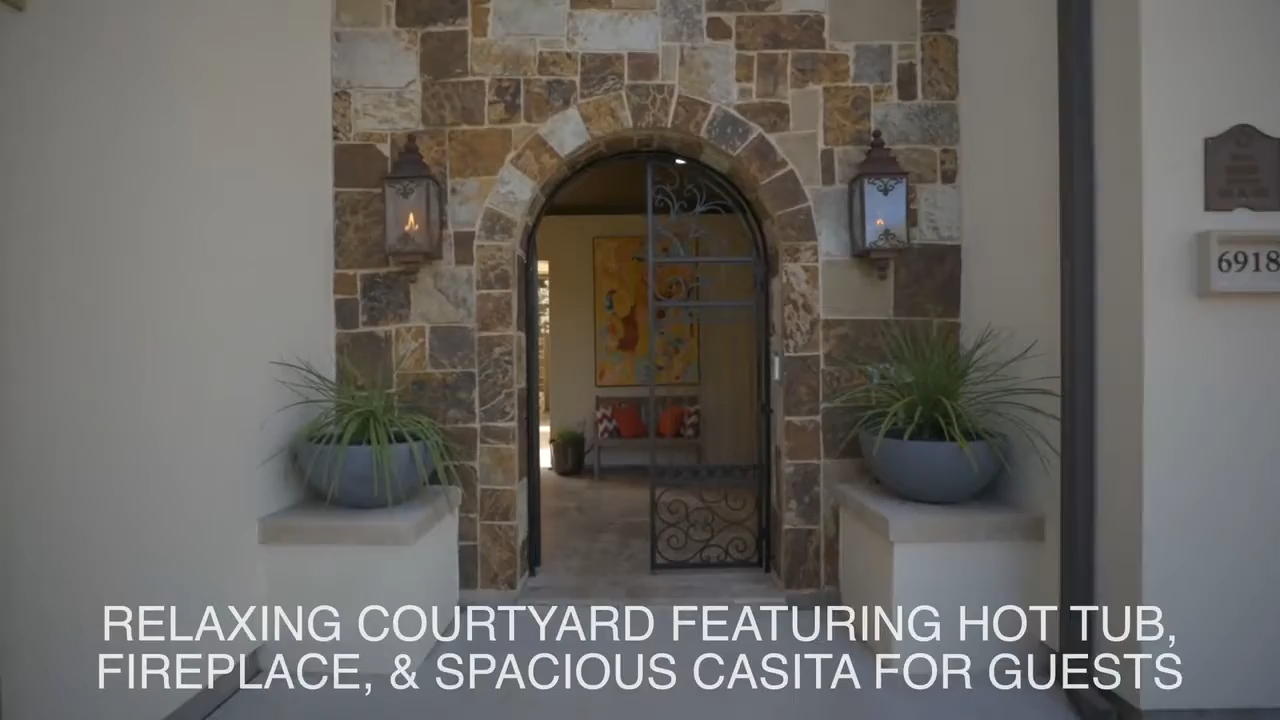 6918
RELAXING COURTYARD FEATURING HOT TUB,
FIREPLACE, & SPACIOUS CASITA FOR GUESTS